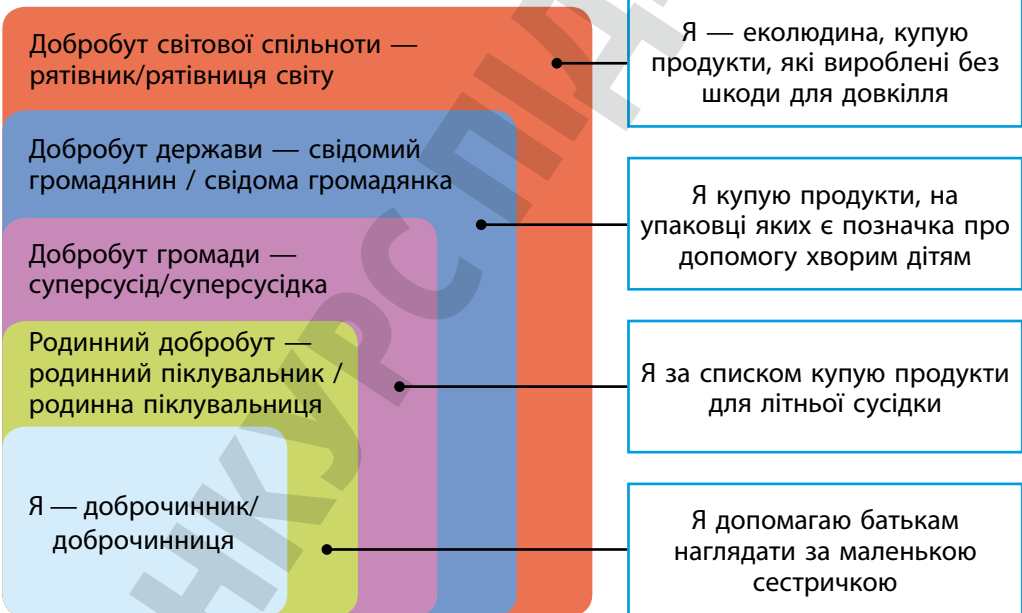 Добробут світової спільноти —
рятівник/рятівниця світу
Я — еколюдина, купую
продукти, які вироблені без
шкоди для довкілля
Добробут держави — свідомий
громадянин / свідома громадянка
Я купую продукти, на
упаковці яких є позначка про
допомогу хворим дітям
Добробут громади —
суперсусід/суперсусідка
Родинний добробут —
родинний піклувальник /
родинна піклувальниця
Я за списком купую продукти
для літньої сусідки
Я — доброчинник/
доброчинниця
Я допомагаю батькам
наглядати за маленькою
сестричкою